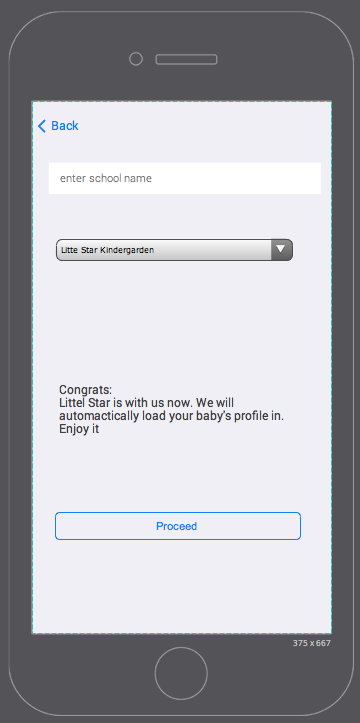 Back
enter school name
Litte Star Kindergarden
Congrats:
Littel Star is with us now. We will
automactically load your baby's profile in.
Enjoy it
Proceed
375 x 667